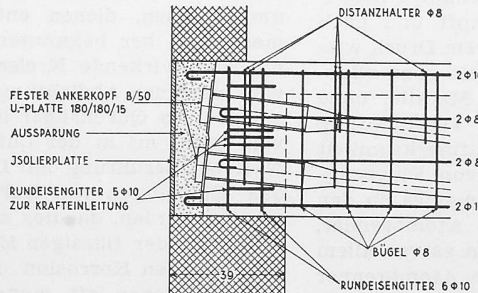 DISTANZHALTER Φ8
2Φ10
FESTER ANKERKOPF B/50
U.-PLATTE 180/180/15
2Φ8
AUSSPARUNG
JSOLIERPLATTE
2Φ8
RUNDEISENGITTER 5Φ10
ZUR KRAFTEINLEITUNG
2Φ1
39
BÜGEL Φ8
RUNDEISENGITTER 6Φ10